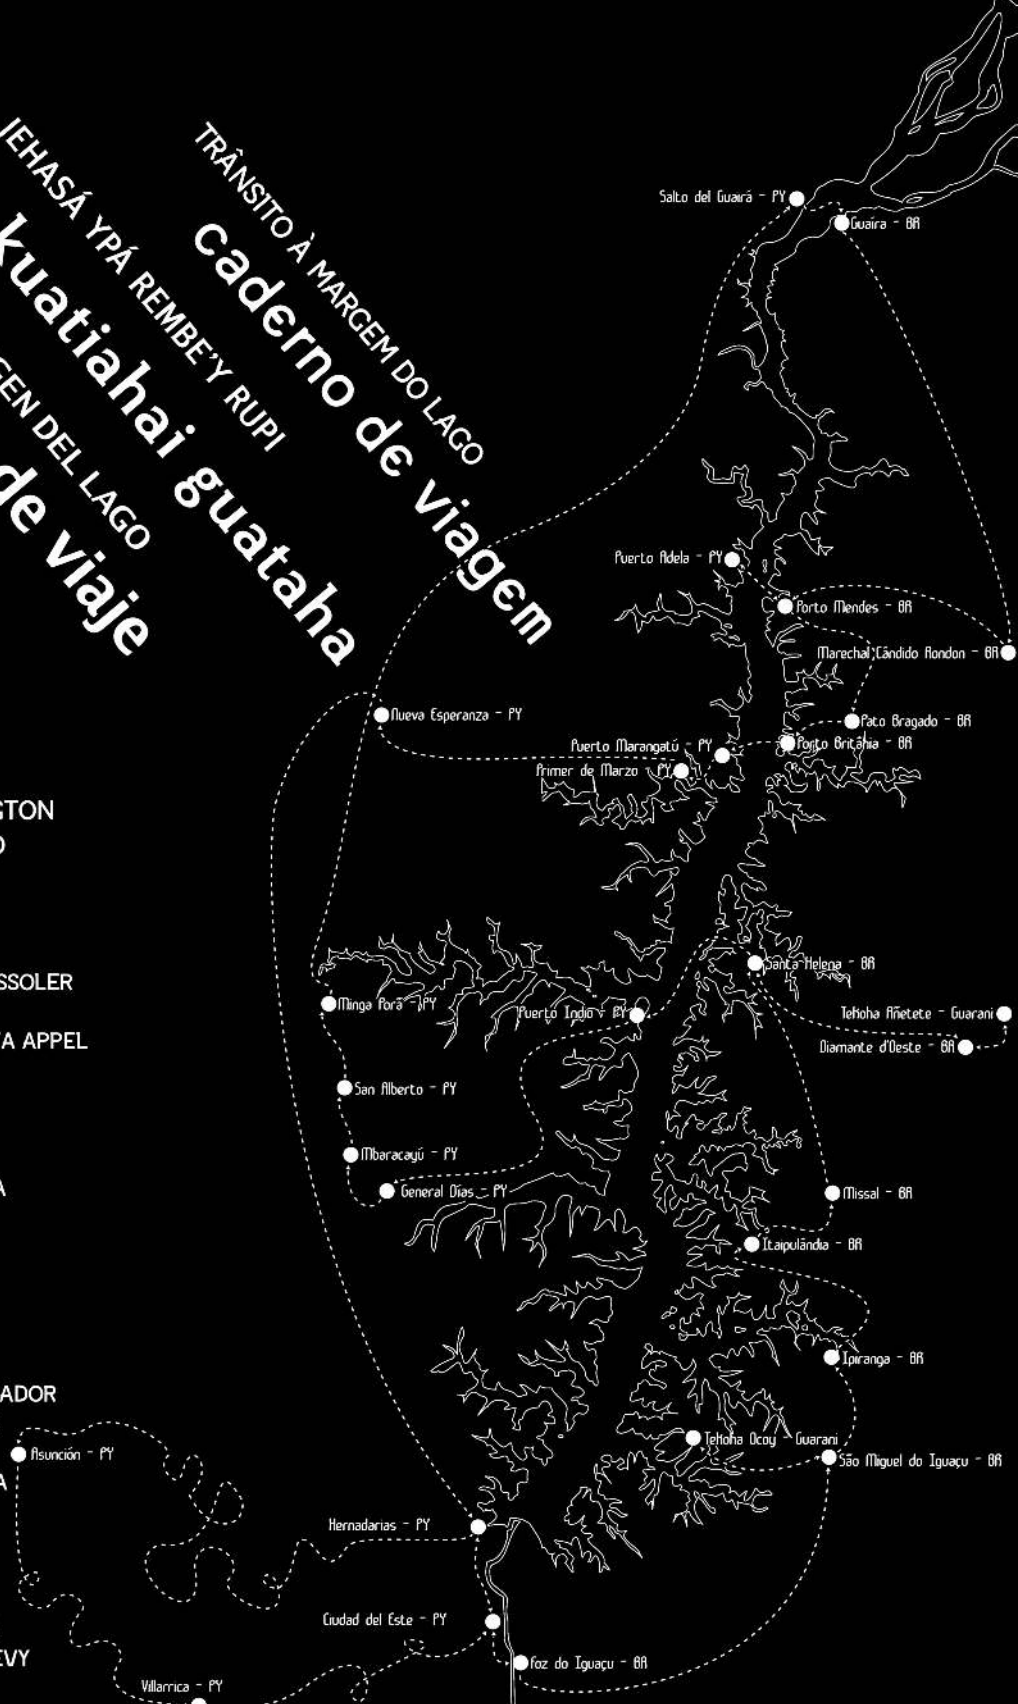 TRÂNSITO À MARGEM DO LAGO
caderno de viagem
JEHASÁ YPÁ REMBE'Y RUPI
kuatiahai guataha
GEN DEL LAGO
de viaje
Salto del Guairá - PY
Guaíra - BR
Puerto Adela - PY
Porto Mendes - BR
Marechal Cândido Rondon - BR
Nueva Esperanza - PY
Pato Bragado - BR
Puerto Marangatú - PY
Porto Britânia - BR
Primer de Marzo - PY
GTON
O
Santa Helena - BR
SSOLER
Minga Porã - PY
Puerto Indio - PY
Tekoha Añetete - Guarani
A APPEL
Diamante d'Oeste - BR
San Alberto - PY
Mbaracayú - PY
A
General Días - PY
Missal - BR
Itaipulândia - BR
Ipiranga - BR
ADOR
Tekoha Ocoy - Guarani
Asunción - PY
São Miguel do Iguaçu - BR
A
Hernadarias - PY
Ciudad del Este - PY
EVY
Foz do Iguaçu - BR
Villarrica - PY